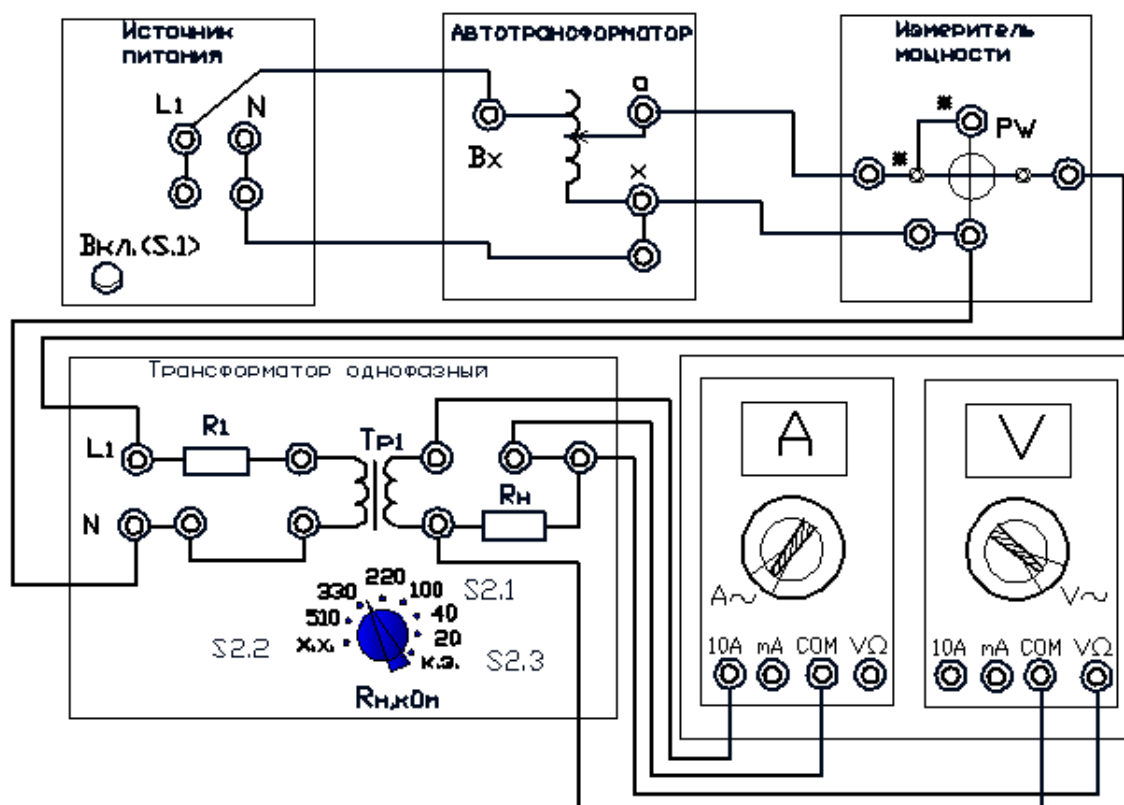 Источник
питания
L1
N
Вкл.(S.1)
Автотрансформатор
Вх
а
х
Измеритель
мощности
*
*
PW
Трансформатор однофазный
L1
R1
Тр1
Rн
N
х.х.
510
330
220
100
40
20
к.з.
S2.1
S2.2
S2.3
Rн,кОм
A
A~
10A mA COM VΩ
V
V~
10A mA COM VΩ